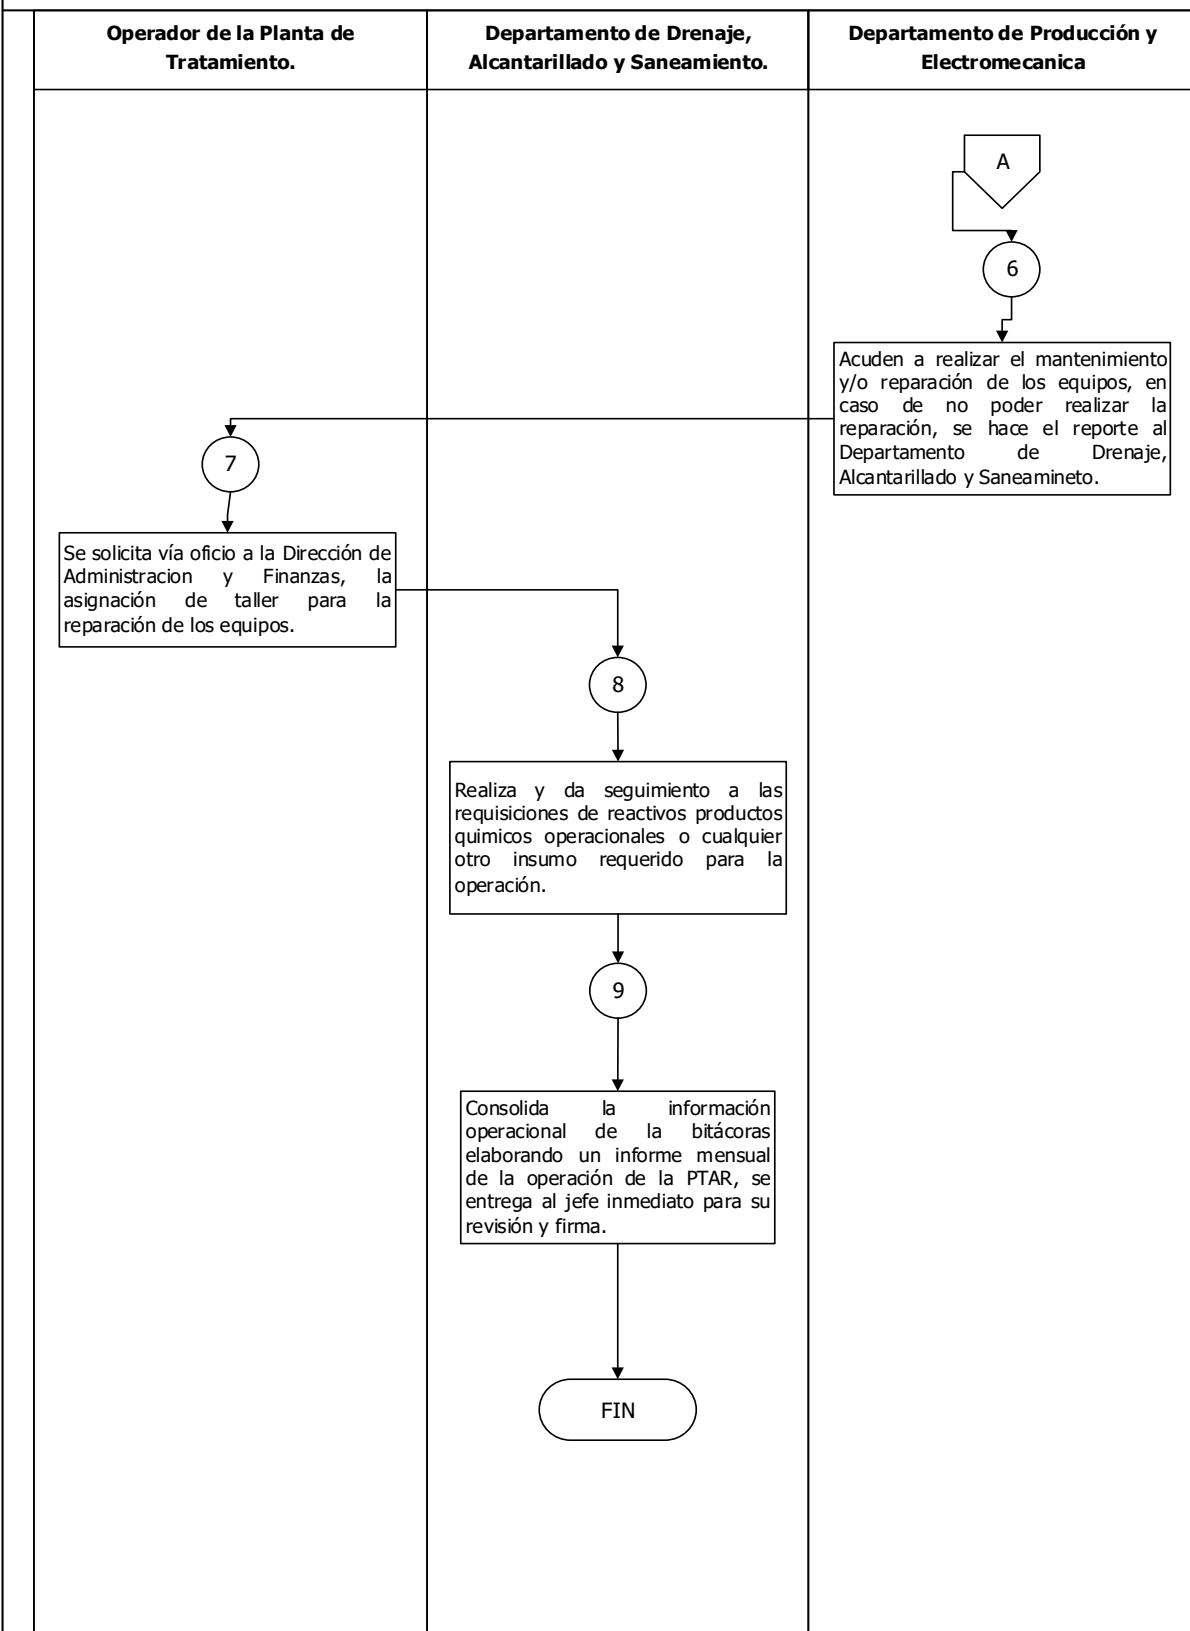 Operador de la Planta de
Tratamiento.
Departamento de Drenaje,
Alcantarillado y Saneamiento.
Departamento de Producción y
Electromecanica
A
6
Acuden a realizar el mantenimiento
y/o reparación de los equipos, en
caso de no poder realizar la
reparación, se hace el reporte al
Departamento de Drenaje,
Alcantarillado y Saneamineto.
7
Se solicita vía oficio a la Dirección de
Administracion y Finanzas, la
asignación de taller para la
reparación de los equipos.
8
Realiza y da seguimiento a las
requisiciones de reactivos productos
quimicos operacionales o cualquier
otro insumo requerido para la
operación.
9
Consolida la información
operacional de la bitácoras
elaborando un informe mensual
de la operación de la PTAR, se
entrega al jefe inmediato para su
revisión y firma.
FIN